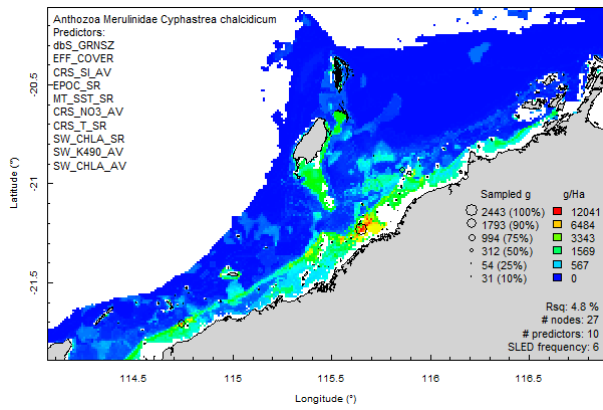 Anthozoa Merulinidae Cyphastrea chalcidicum
Predictors:
dbS_GRNSZ
EFF_COVER
CRS_SI_AV
EPOC_SR
MT_SST_SR
CRS_NO3_AV
CRS_T_SR
SW_CHLA_SR
SW_K490_AV
SW_CHLA_AV
Latitude (°)
-20.5
-21
-21.5
Sampled g g/Ha
2443 (100%) 12041
1793 (90%) 6484
994 (75%) 3343
312 (50%) 1569
54 (25%) 567
31 (10%) 0
Rsq: 4.8 %
# nodes: 27
# predictors: 10
SLED frequency: 6
114.5 115 115.5 116 116.5
Longitude (°)